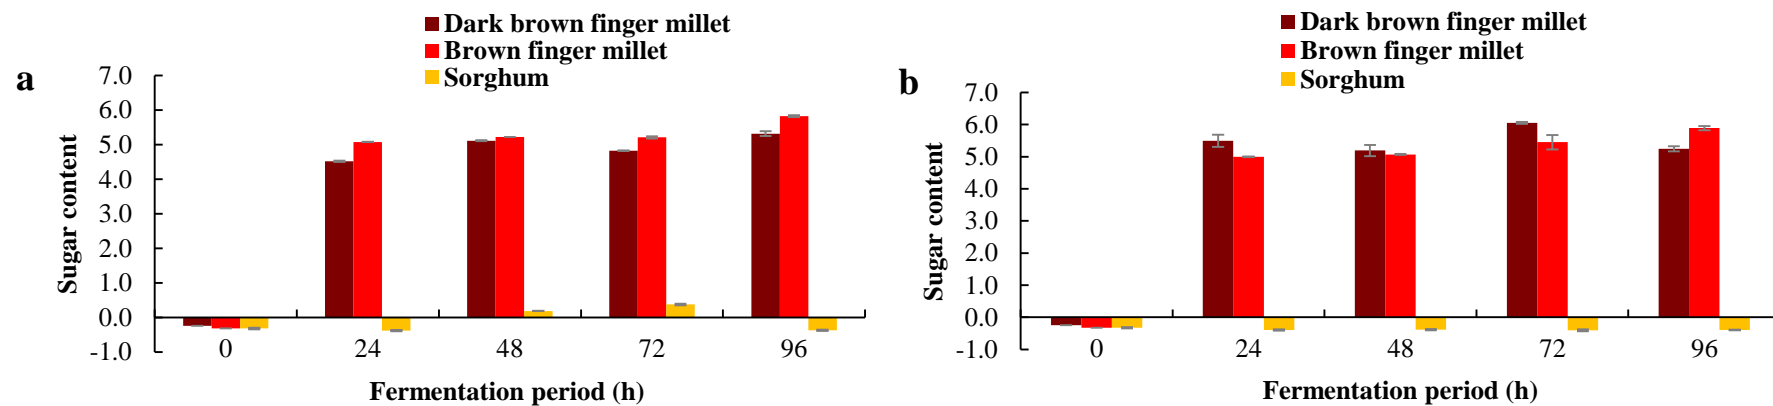 a
Dark brown finger millet
Brown finger millet
Sorghum
Sugar content
7.0
6.0
5.0
4.0
3.0
2.0
1.0
0.0
-1.0
0 24 48 72 96
Fermentation period (h)
b
Dark brown finger millet
Brown finger millet
Sorghum
Sugar content
7.0
6.0
5.0
4.0
3.0
2.0
1.0
0.0
-1.0
0 24 48 72 96
Fermentation period (h)